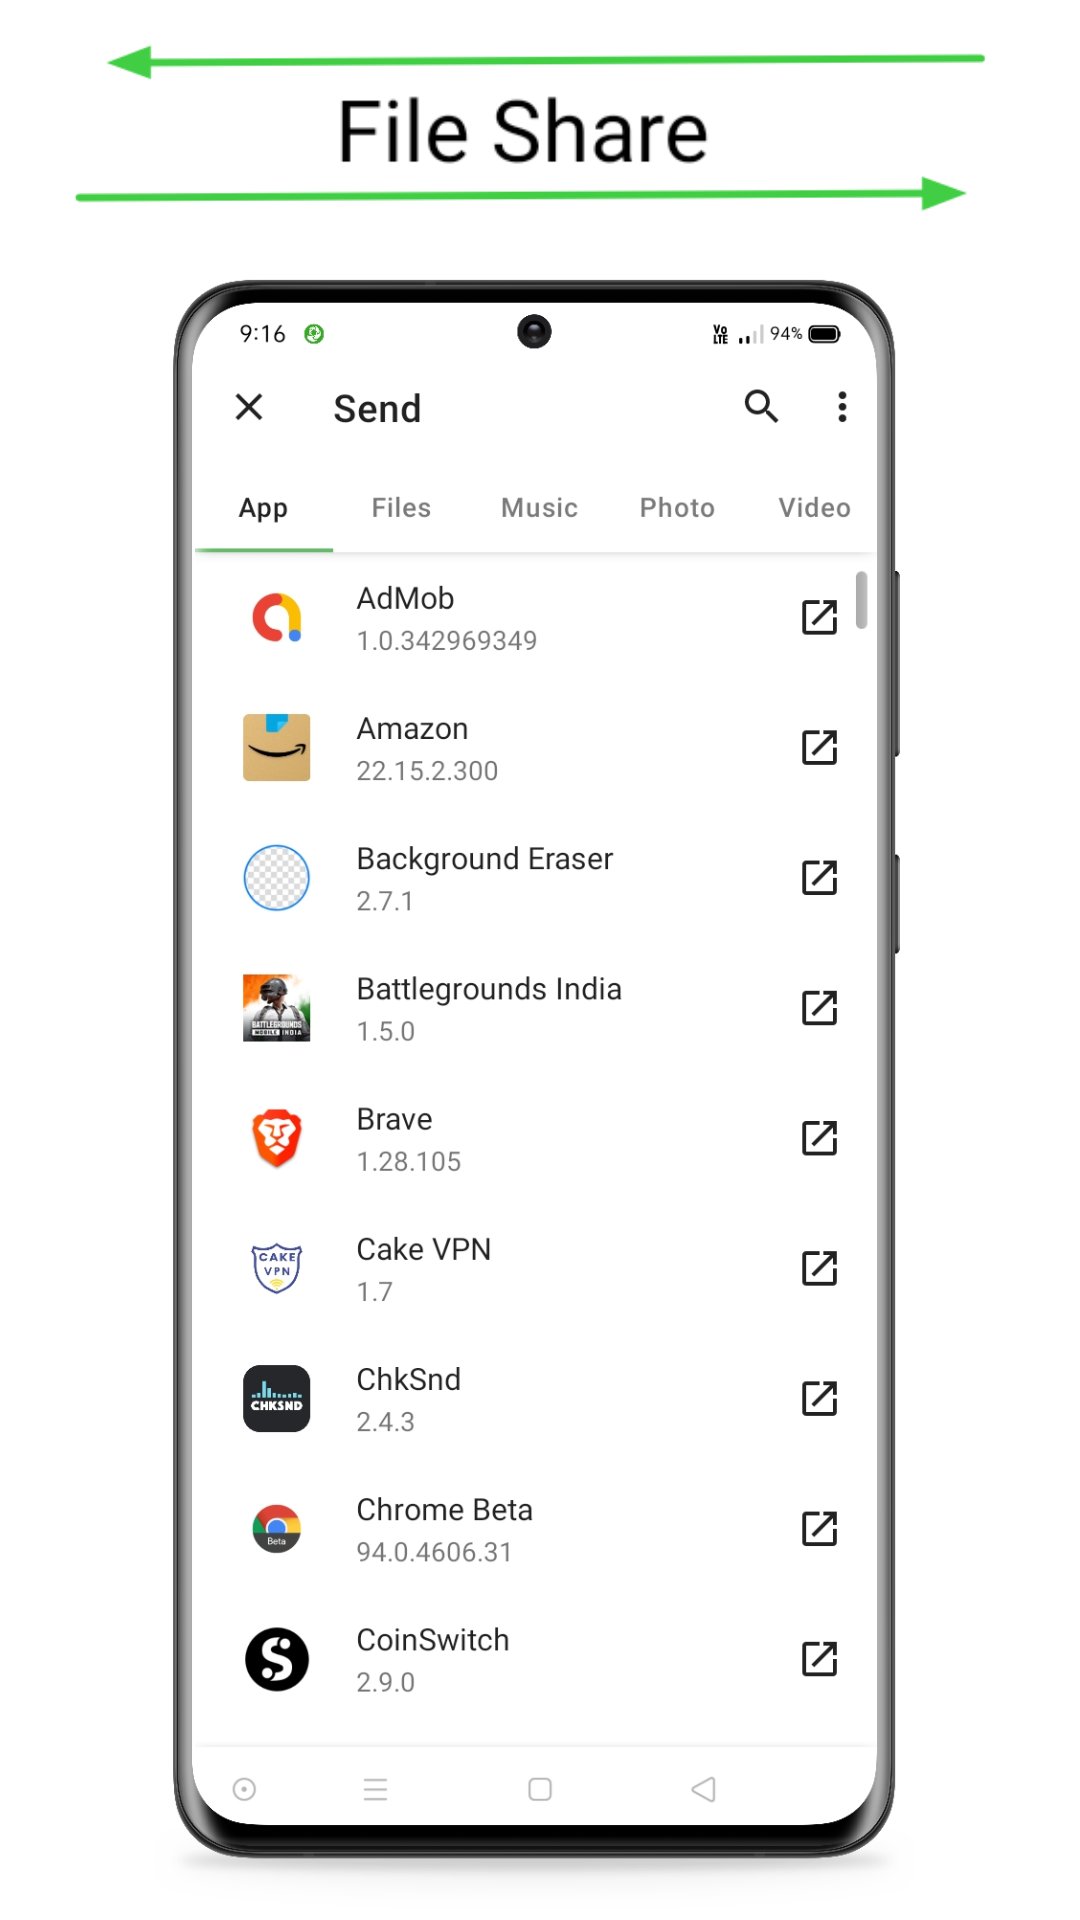 File Share
9:16 Vo LTE 94%
Send
App Files Music Photo Video
AdMob
1.0.342969349
Amazon
22.15.2.300
Background Eraser
2.7.1
Battlegrounds India
1.5.0
BATTLEGROUNDS
MOBILE INDIA
Brave
1.28.105
Cake VPN
1.7
CAKE
VPN
ChkSnd
2.4.3
CHKSND
Chrome Beta
94.0.4606.31
Beta
CoinSwitch
2.9.0